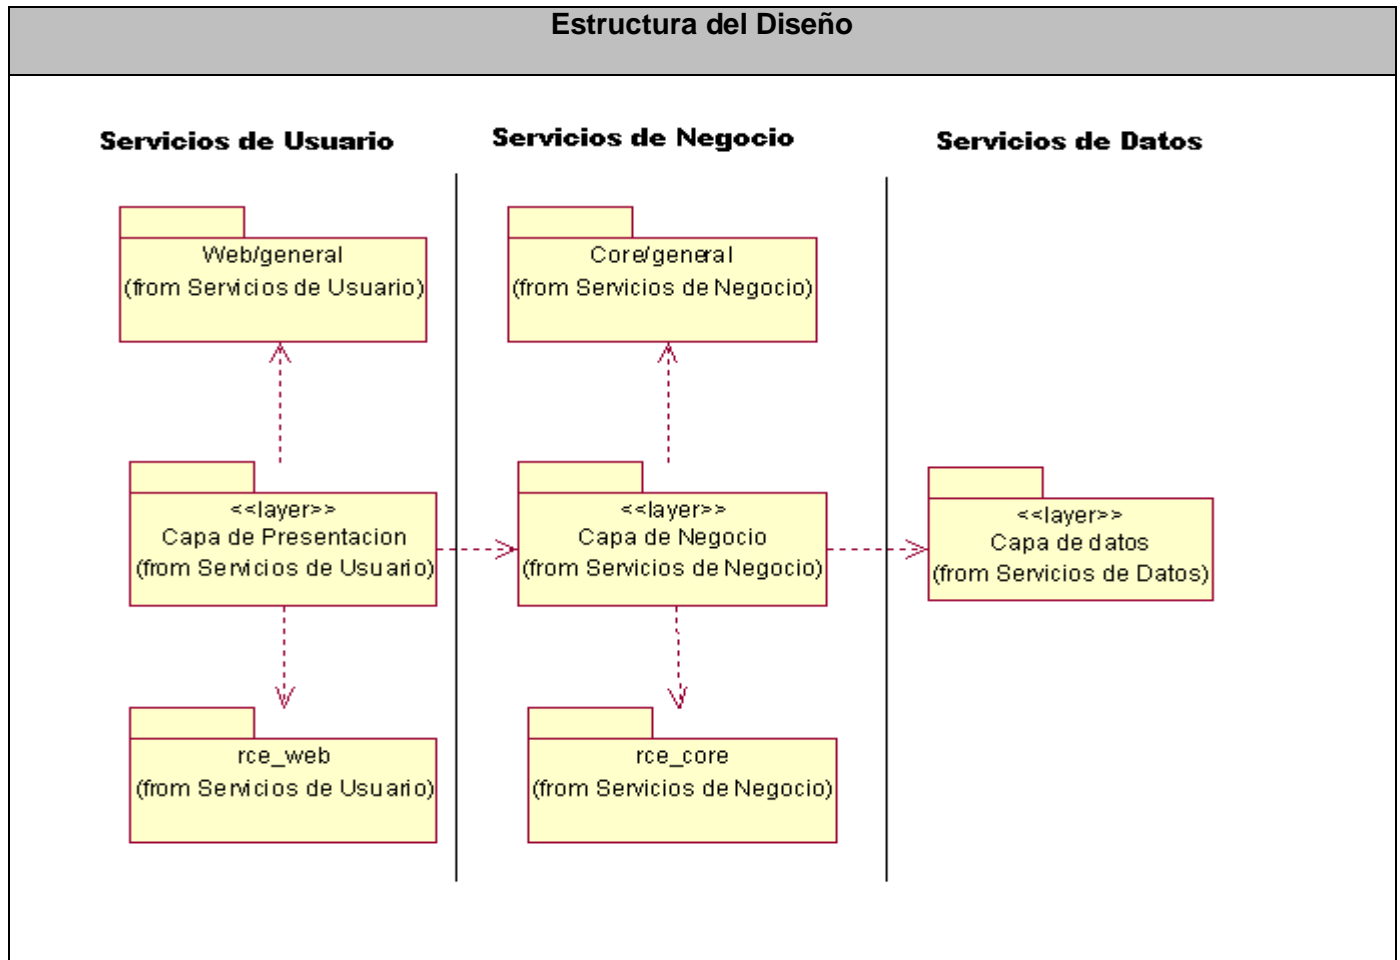 Estructura del Diseño
Servicios de Usuario
Servicios de Negocio
Servicios de Datos
Web/general
(from Servicios de Usuario)
Core/general
(from Servicios de Negocio)
<<layer>>
Capa de Presentacion
(from Servicios de Usuario)
<<layer>>
Capa de Negocio
(from Servicios de Negocio)
<<layer>>
Capa de datos
(from Servicios de Datos)
rce_web
(from Servicios de Usuario)
rce_core
(from Servicios de Negocio)